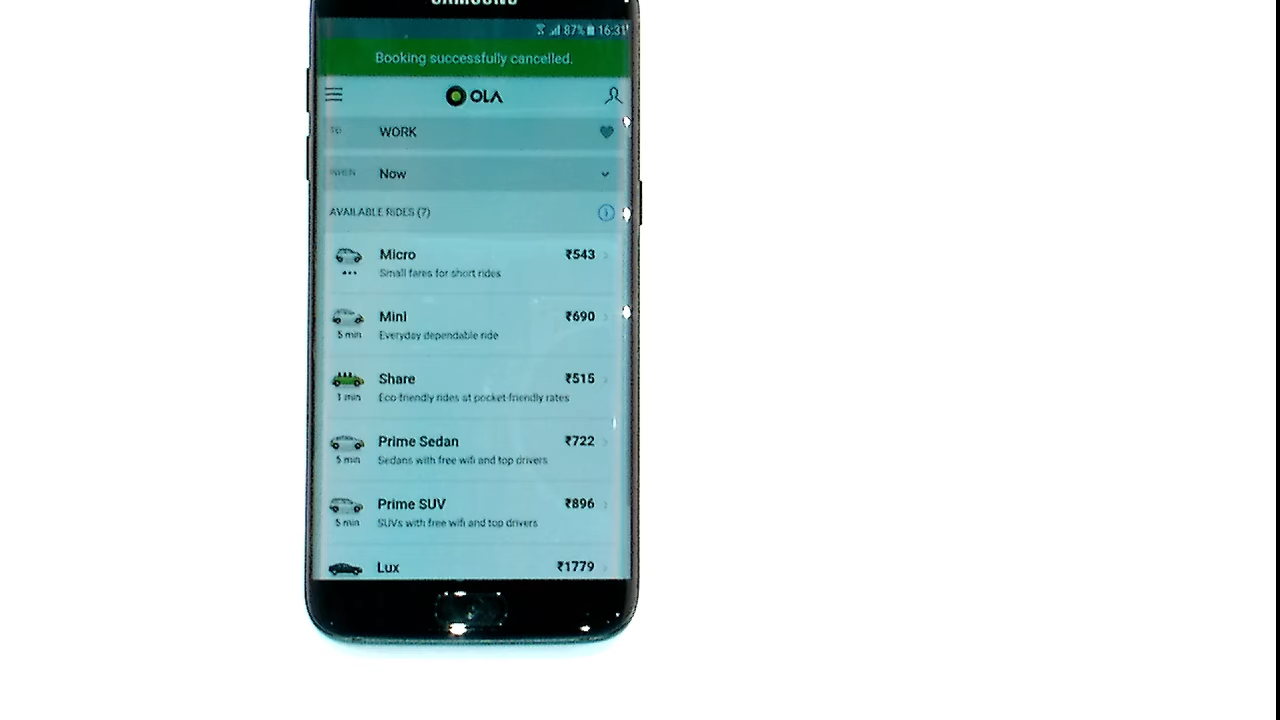 SAMSUNG
87% 16:31
Booking successfully cancelled.
OLA
TO WORK
WHEN Now
AVAILABLE RIDES (7)
Micro ₹543
Small fares for short rides
Mini ₹690
5 min Everyday dependable ride
Share ₹515
1 min Eco friendly rides at pocket-friendly rates
Prime Sedan ₹722
5 min Sedans with free wifi and top drivers
Prime SUV ₹896
5 min SUVs with free wifi and top drivers
Lux ₹1779